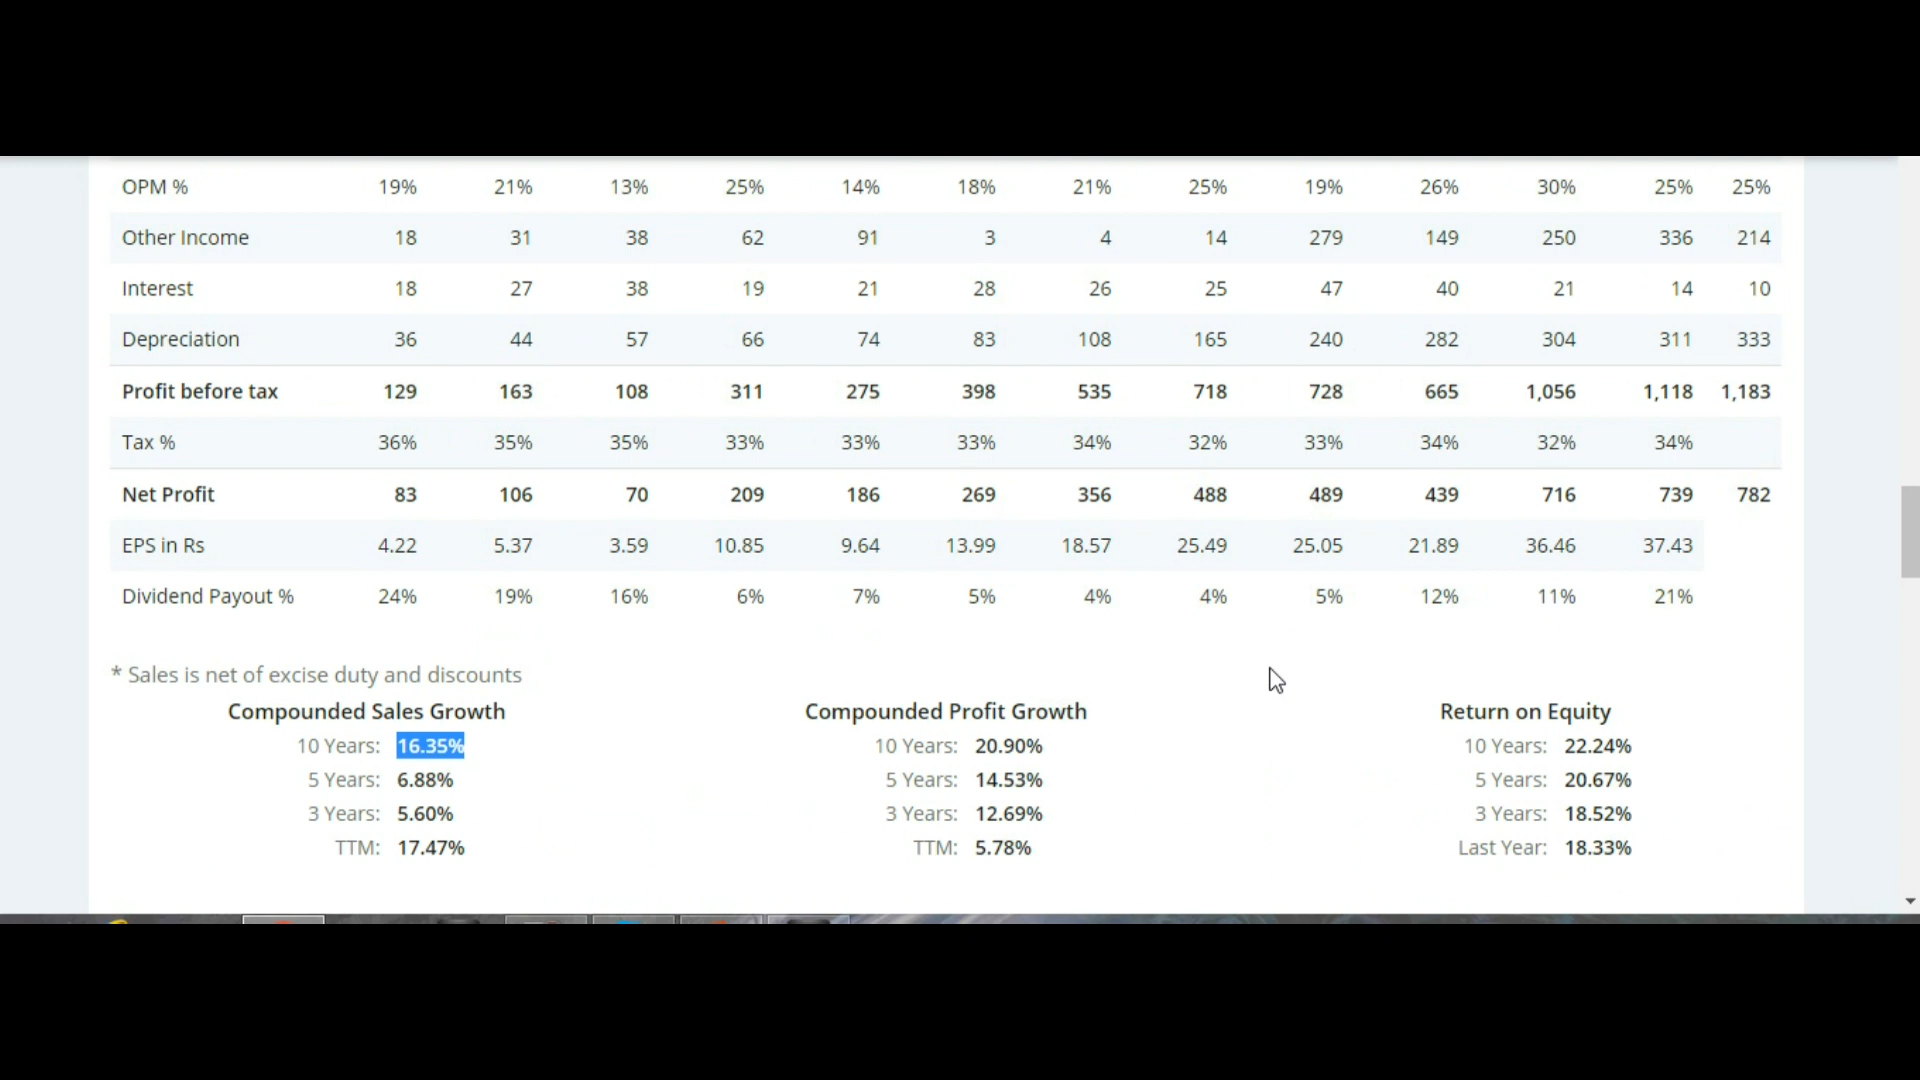 OPM % 19% 21% 13% 25% 14% 18% 21% 25% 19% 26% 30% 25% 25%
Other Income 18 31 38 62 91 3 4 14 279 149 250 336 214
Interest 18 27 38 19 21 28 26 25 47 40 21 14 10
Depreciation 36 44 57 66 74 83 108 165 240 282 304 311 333
Profit before tax 129 163 108 311 275 398 535 718 728 665 1,056 1,118 1,183
Tax % 36% 35% 35% 33% 33% 33% 34% 32% 33% 34% 32% 34%
Net Profit 83 106 70 209 186 269 356 488 489 439 716 739 782
EPS in Rs 4.22 5.37 3.59 10.85 9.64 13.99 18.57 25.49 25.05 21.89 36.46 37.43
Dividend Payout % 24% 19% 16% 6% 7% 5% 4% 4% 5% 12% 11% 21%
* Sales is net of excise duty and discounts
Compounded Sales Growth
10 Years: 16.35%
5 Years: 6.88%
3 Years: 5.60%
TTM: 17.47%
Compounded Profit Growth
10 Years: 20.90%
5 Years: 14.53%
3 Years: 12.69%
TTM: 5.78%
Return on Equity
10 Years: 22.24%
5 Years: 20.67%
3 Years: 18.52%
Last Year: 18.33%